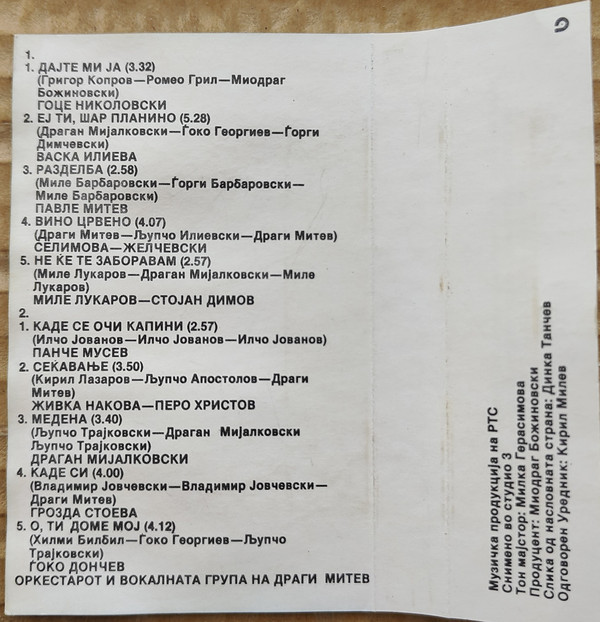 1.
1. ДАЈТЕ МИ ЈА (3.32)
(Григор Копров—Ромео Грил—Миодраг
Божиновски)
ГОЦЕ НИКОЛОВСКИ
2. ЕЈ ТИ, ШАР ПЛАНИНО (5.28)
(Драган Мијалковски—Ѓоко Георгиев—Ѓорги
Димчевски)
ВАСКА ИЛИЕВА
3. РАЗДЕЛБА (2.58)
(Миле Барбаровски—Ѓорги Барбаровски—
Миле Барбаровски)
ПАВЛЕ МИТЕВ
4. ВИНО ЦРВЕНО (4.07)
(Драги Митев—Љупчо Илиевски—Драги Митев)
СЕЛИМОВА—ЖЕЛЧЕВСКИ
5. НЕ ЌЕ ТЕ ЗАБОРАВАМ (2.57)
(Миле Лукаров—Драган Мијалковски—Миле
Лукаров)
МИЛЕ ЛУКАРОВ—СТОЈАН ДИМОВ
2.
1. КАДЕ СЕ ОЧИ КАПИНИ (2.57)
(Илчо Јованов—Илчо Јованов—Илчо Јованов)
ПАНЧЕ МУСЕВ
2. СЕЌАВАЊЕ (3.50)
(Кирил Лазаров—Љупчо Апостолов—Драги
Митев)
ЖИВКА НАКОВА—ПЕРО ХРИСТОВ
3. МЕДЕНА (3.40)
(Љупчо Трајковски—Драган Мијалковски
Љупчо Трајковски)
ДРАГАН МИЈАЛКОВСКИ
4. КАДЕ СИ (4.00)
(Владимир Јовчевски—Владимир Јовчевски—
Драги Митев)
ГРОЗДА СТОЕВА
5. О, ТИ ДОМЕ МОЈ (4.12)
(Хилми Билбил—Ѓоко Георгиев—Љупчо
Трајковски)
ЃОКО ДОНЧЕВ
ОРКЕСТАРОТ И ВОКАЛНАТА ГРУПА НА ДРАГИ МИТЕВ
Музичка продукција на РТС
Снимено во студио 3
Тон мајстор: Милка Герасимова
Продуцент: Миодраг Божиновски
Слика од насловната страна: Динка Танчев
Одговорен Уредник: Кирил Милев